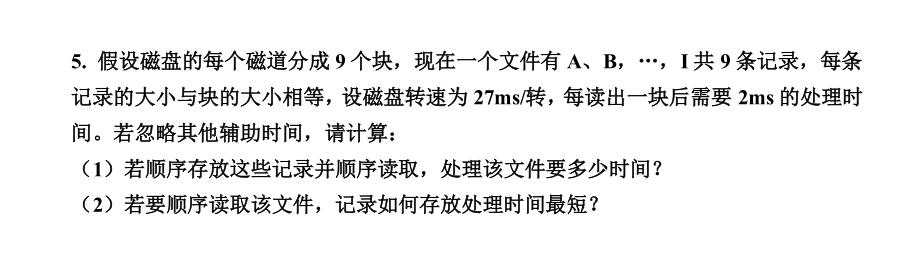 5. 假设磁盘的每个磁道分成 9 个块，现在一个文件有 A、B，…，I 共 9 条记录，每条
记录的大小与块的大小相等，设磁盘转速为 27ms/转，每读出一块后需要 2ms 的处理时
间。若忽略其他辅助时间，请计算：
（1）若顺序存放这些记录并顺序读取，处理该文件要多少时间？
（2）若要顺序读取该文件，记录如何存放处理时间最短？